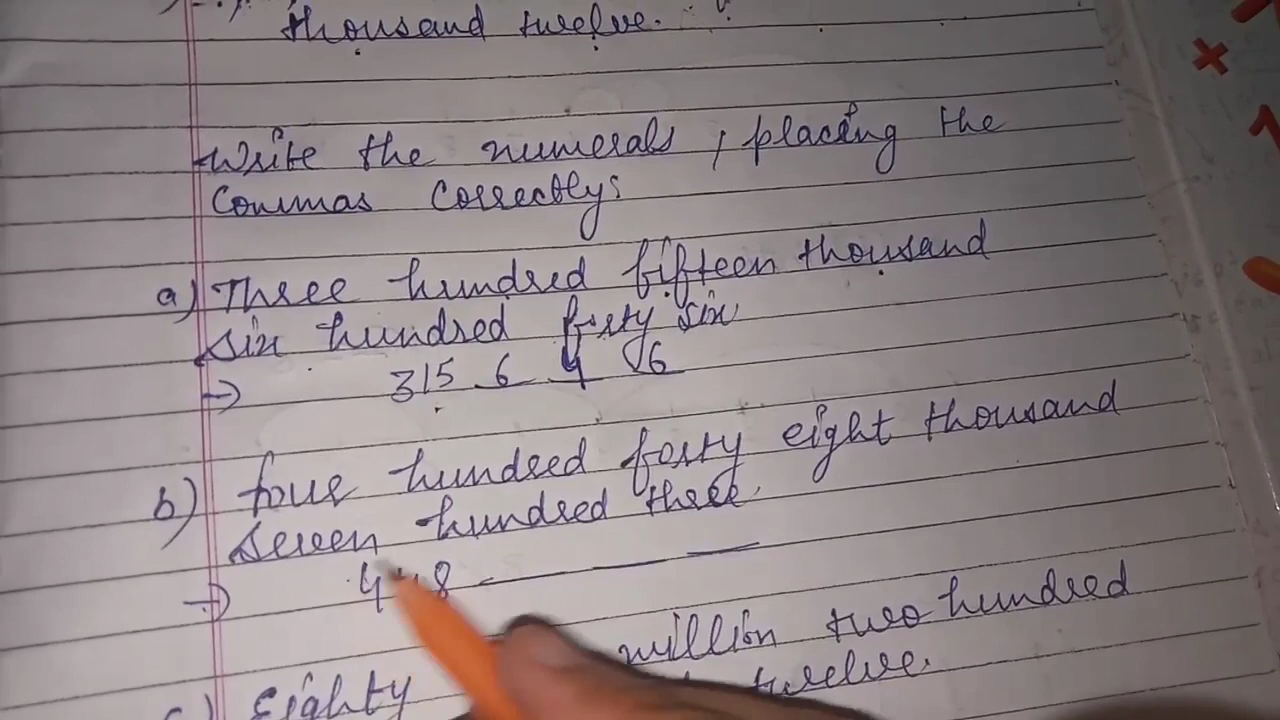 thousand twelve.
Write the numerals, placing the
Commas Correctly:
a) Three hundred fifteen thousand
six hundred forty six
→ 315 6 4 6
b) four hundred forty eight thousand
seven hundred three.
→ 448
c) Eighty million two hundred
twelve.